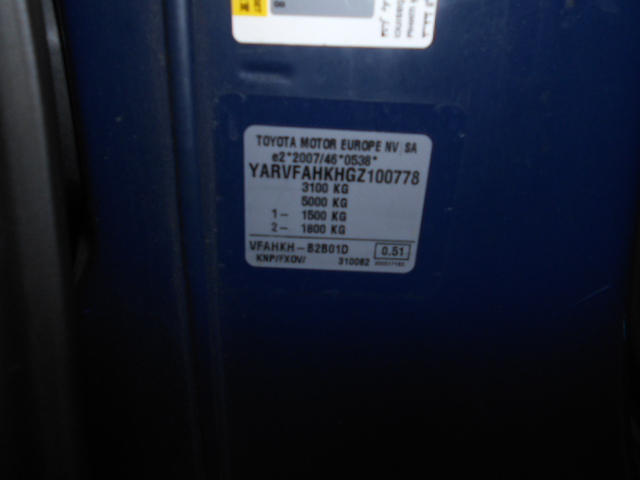 TOYOTA MOTOR EUROPE NV/SA
e2*2007/46*0538*
YARVFAHKHGZ100778
3100 KG
5000 KG
1- 1500 KG
2- 1800 KG
VFAHKH-B2B01D 0.51
KNP/FXOV/ 310082